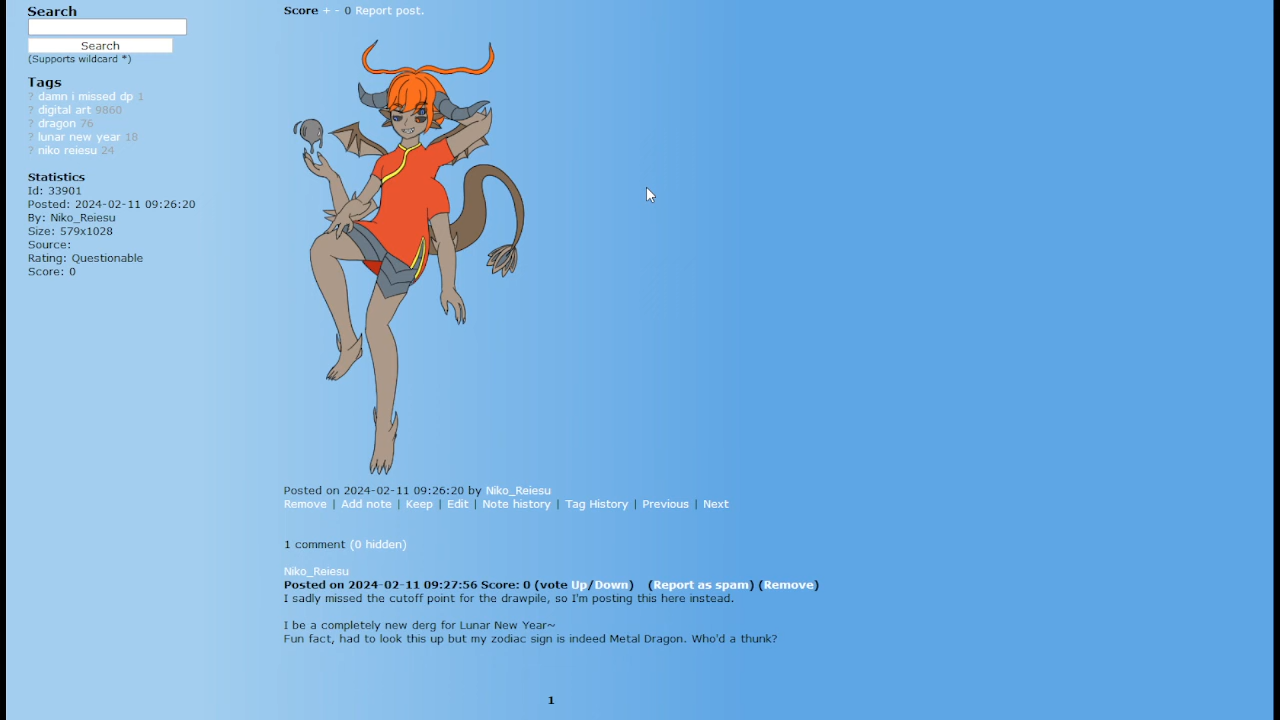 Search
Search
(Supports wildcard *)
Tags
? damn i missed dp 1
? digital art 9860
? dragon 76
? lunar new year 18
? niko reiesu 24
Statistics
Id: 33901
Posted: 2024-02-11 09:26:20
By: Niko_Reiesu
Size: 579x1028
Source:
Rating: Questionable
Score: 0
Score + - 0 Report post.
Posted on 2024-02-11 09:26:20 by Niko_Reiesu
Remove | Add note | Keep | Edit | Note history | Tag History | Previous | Next
1 comment (0 hidden)
Niko_Reiesu
Posted on 2024-02-11 09:27:56 Score: 0 (vote Up/Down) (Report as spam) (Remove)
I sadly missed the cutoff point for the drawpile, so I'm posting this here instead.
I be a completely new derg for Lunar New Year~
Fun fact, had to look this up but my zodiac sign is indeed Metal Dragon. Who'd a thunk?
1